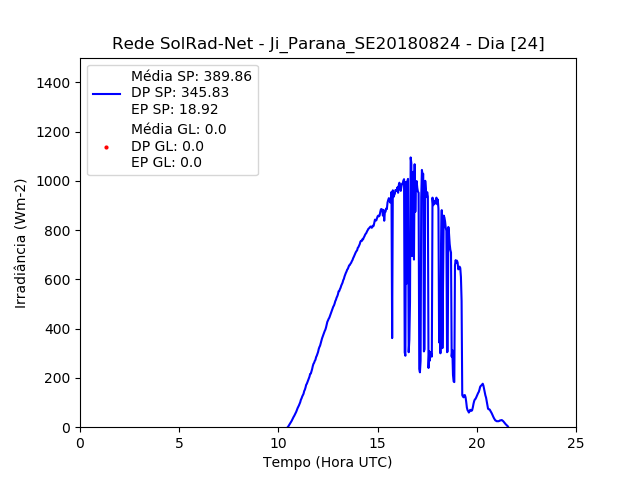 Rede SolRad-Net - Ji_Parana_SE20180824 - Dia [24]
Média SP: 389.86
DP SP: 345.83
EP SP: 18.92
Média GL: 0.0
DP GL: 0.0
EP GL: 0.0
1400
1200
1000
800
600
400
200
0
Irradiância (Wm-2)
0 5 10 15 20 25
Tempo (Hora UTC)